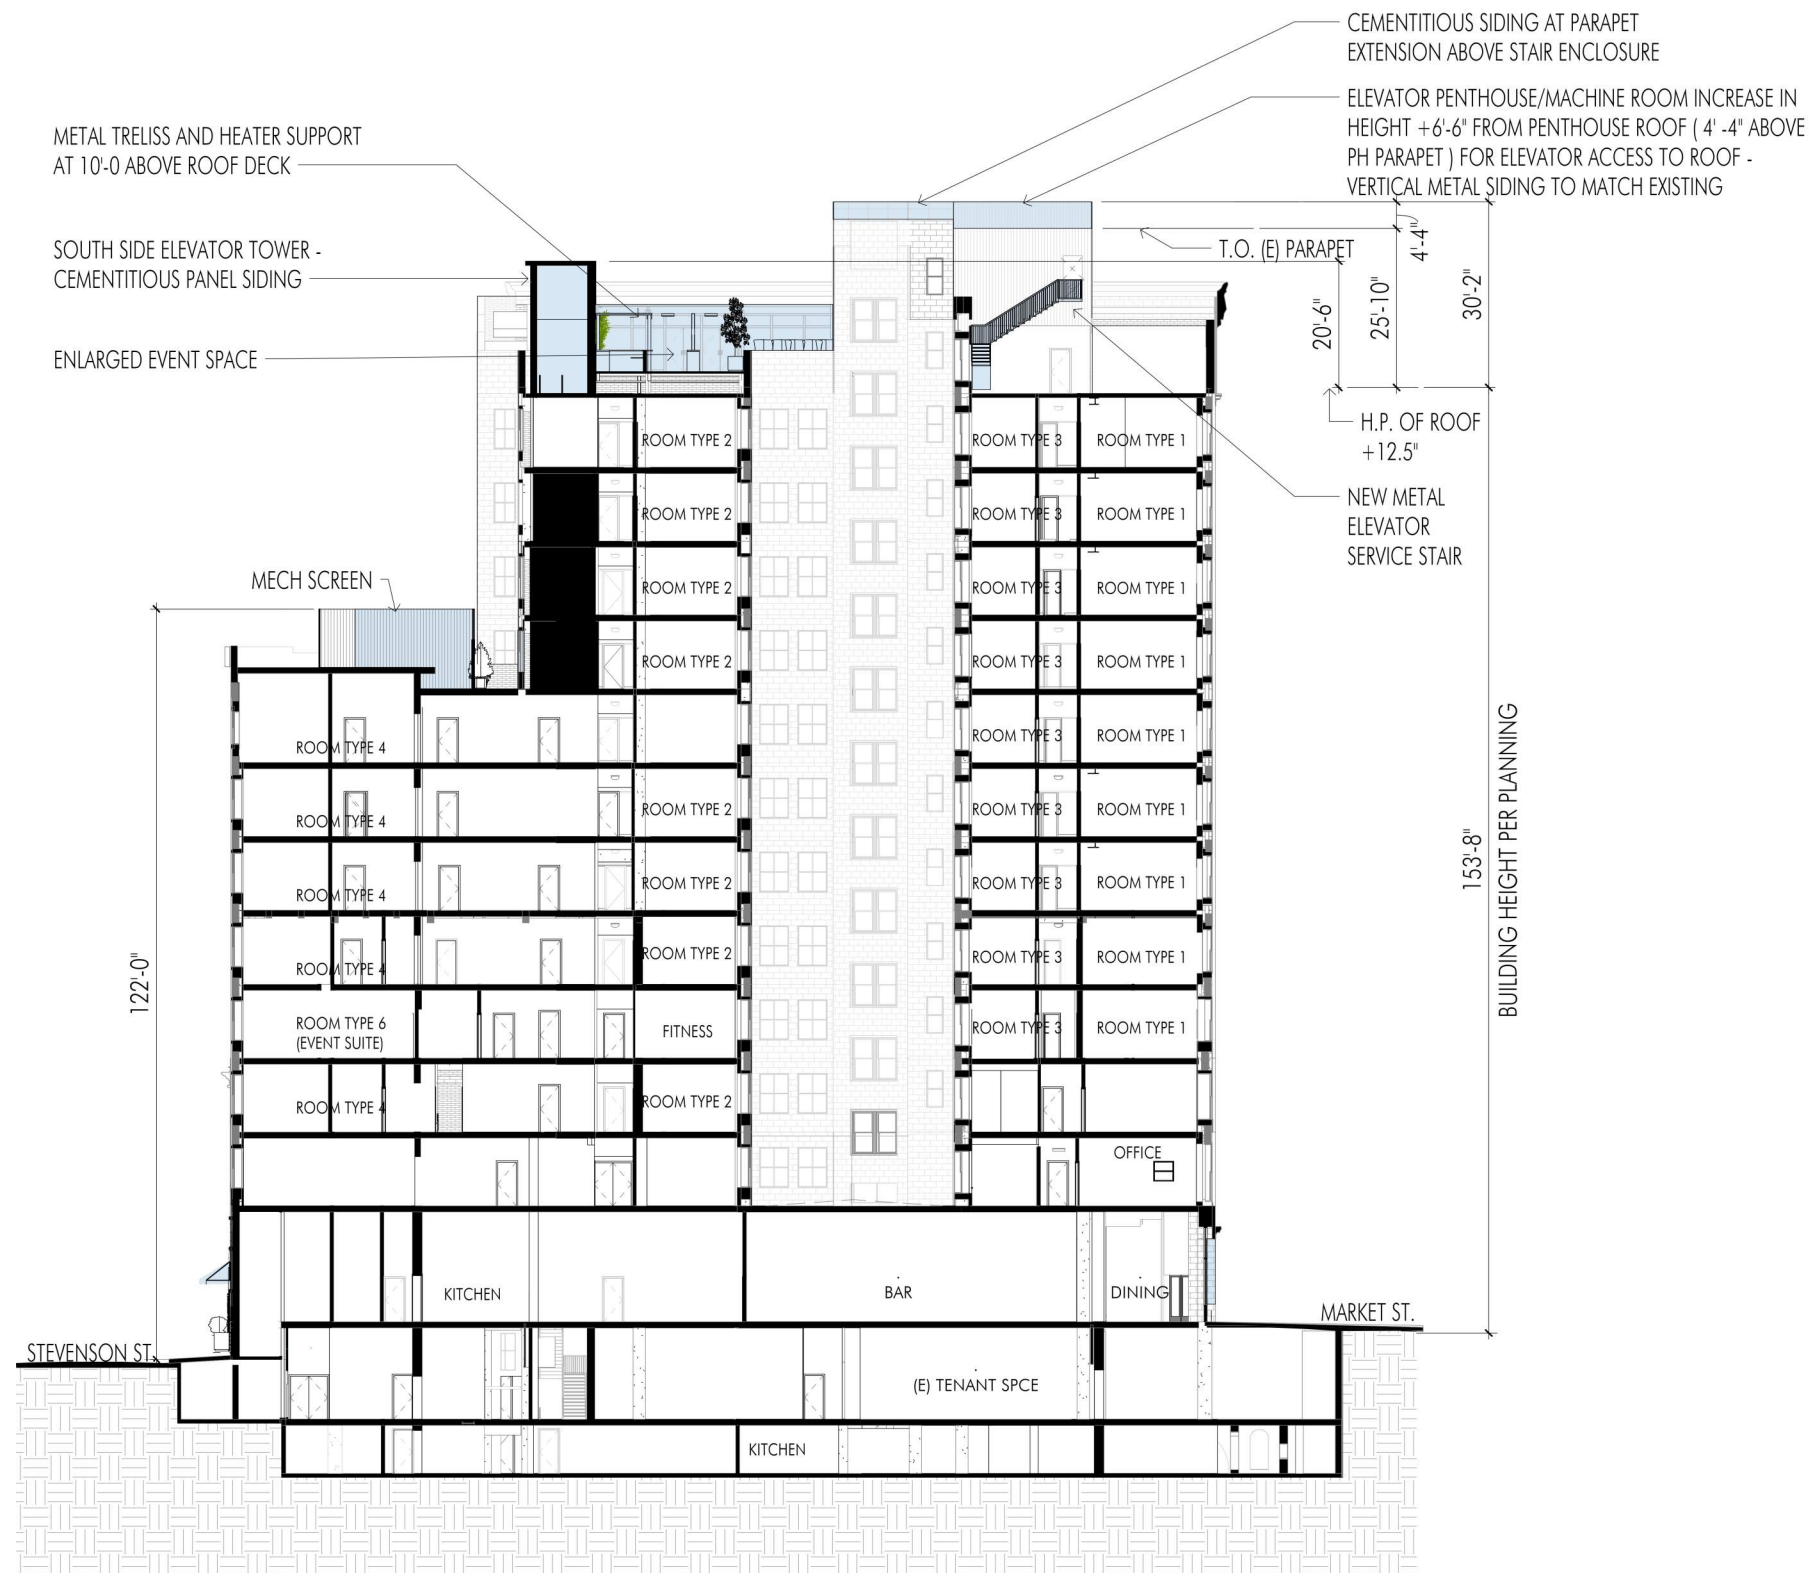 CEMENTITIOUS SIDING AT PARAPET
EXTENSION ABOVE STAIR ENCLOSURE
ELEVATOR PENTHOUSE/MACHINE ROOM INCREASE IN
HEIGHT +6'-6" FROM PENTHOUSE ROOF ( 4' -4" ABOVE
PH PARAPET ) FOR ELEVATOR ACCESS TO ROOF -
VERTICAL METAL SIDING TO MATCH EXISTING
METAL TRELISS AND HEATER SUPPORT
AT 10'-0 ABOVE ROOF DECK
SOUTH SIDE ELEVATOR TOWER -
CEMENTITIOUS PANEL SIDING
ENLARGED EVENT SPACE
T.O. (E) PARAPET
4'-4"
20'-6"
25'-10"
30'-2"
H.P. OF ROOF
+12.5"
NEW METAL
ELEVATOR
SERVICE STAIR
MECH SCREEN
122'-0"
153'-8"
BUILDING HEIGHT PER PLANNING
ROOM TYPE 2
ROOM TYPE 3
ROOM TYPE 1
ROOM TYPE 2
ROOM TYPE 3
ROOM TYPE 1
ROOM TYPE 2
ROOM TYPE 3
ROOM TYPE 1
ROOM TYPE 2
ROOM TYPE 3
ROOM TYPE 1
ROOM TYPE 4
ROOM TYPE 3
ROOM TYPE 1
ROOM TYPE 4
ROOM TYPE 2
ROOM TYPE 3
ROOM TYPE 1
ROOM TYPE 4
ROOM TYPE 2
ROOM TYPE 3
ROOM TYPE 1
ROOM TYPE 4
ROOM TYPE 2
ROOM TYPE 3
ROOM TYPE 1
ROOM TYPE 6
(EVENT SUITE)
FITNESS
ROOM TYPE 3
ROOM TYPE 1
ROOM TYPE 4
ROOM TYPE 2
OFFICE
KITCHEN
BAR
DINING
MARKET ST.
STEVENSON ST.
(E) TENANT SPCE
KITCHEN